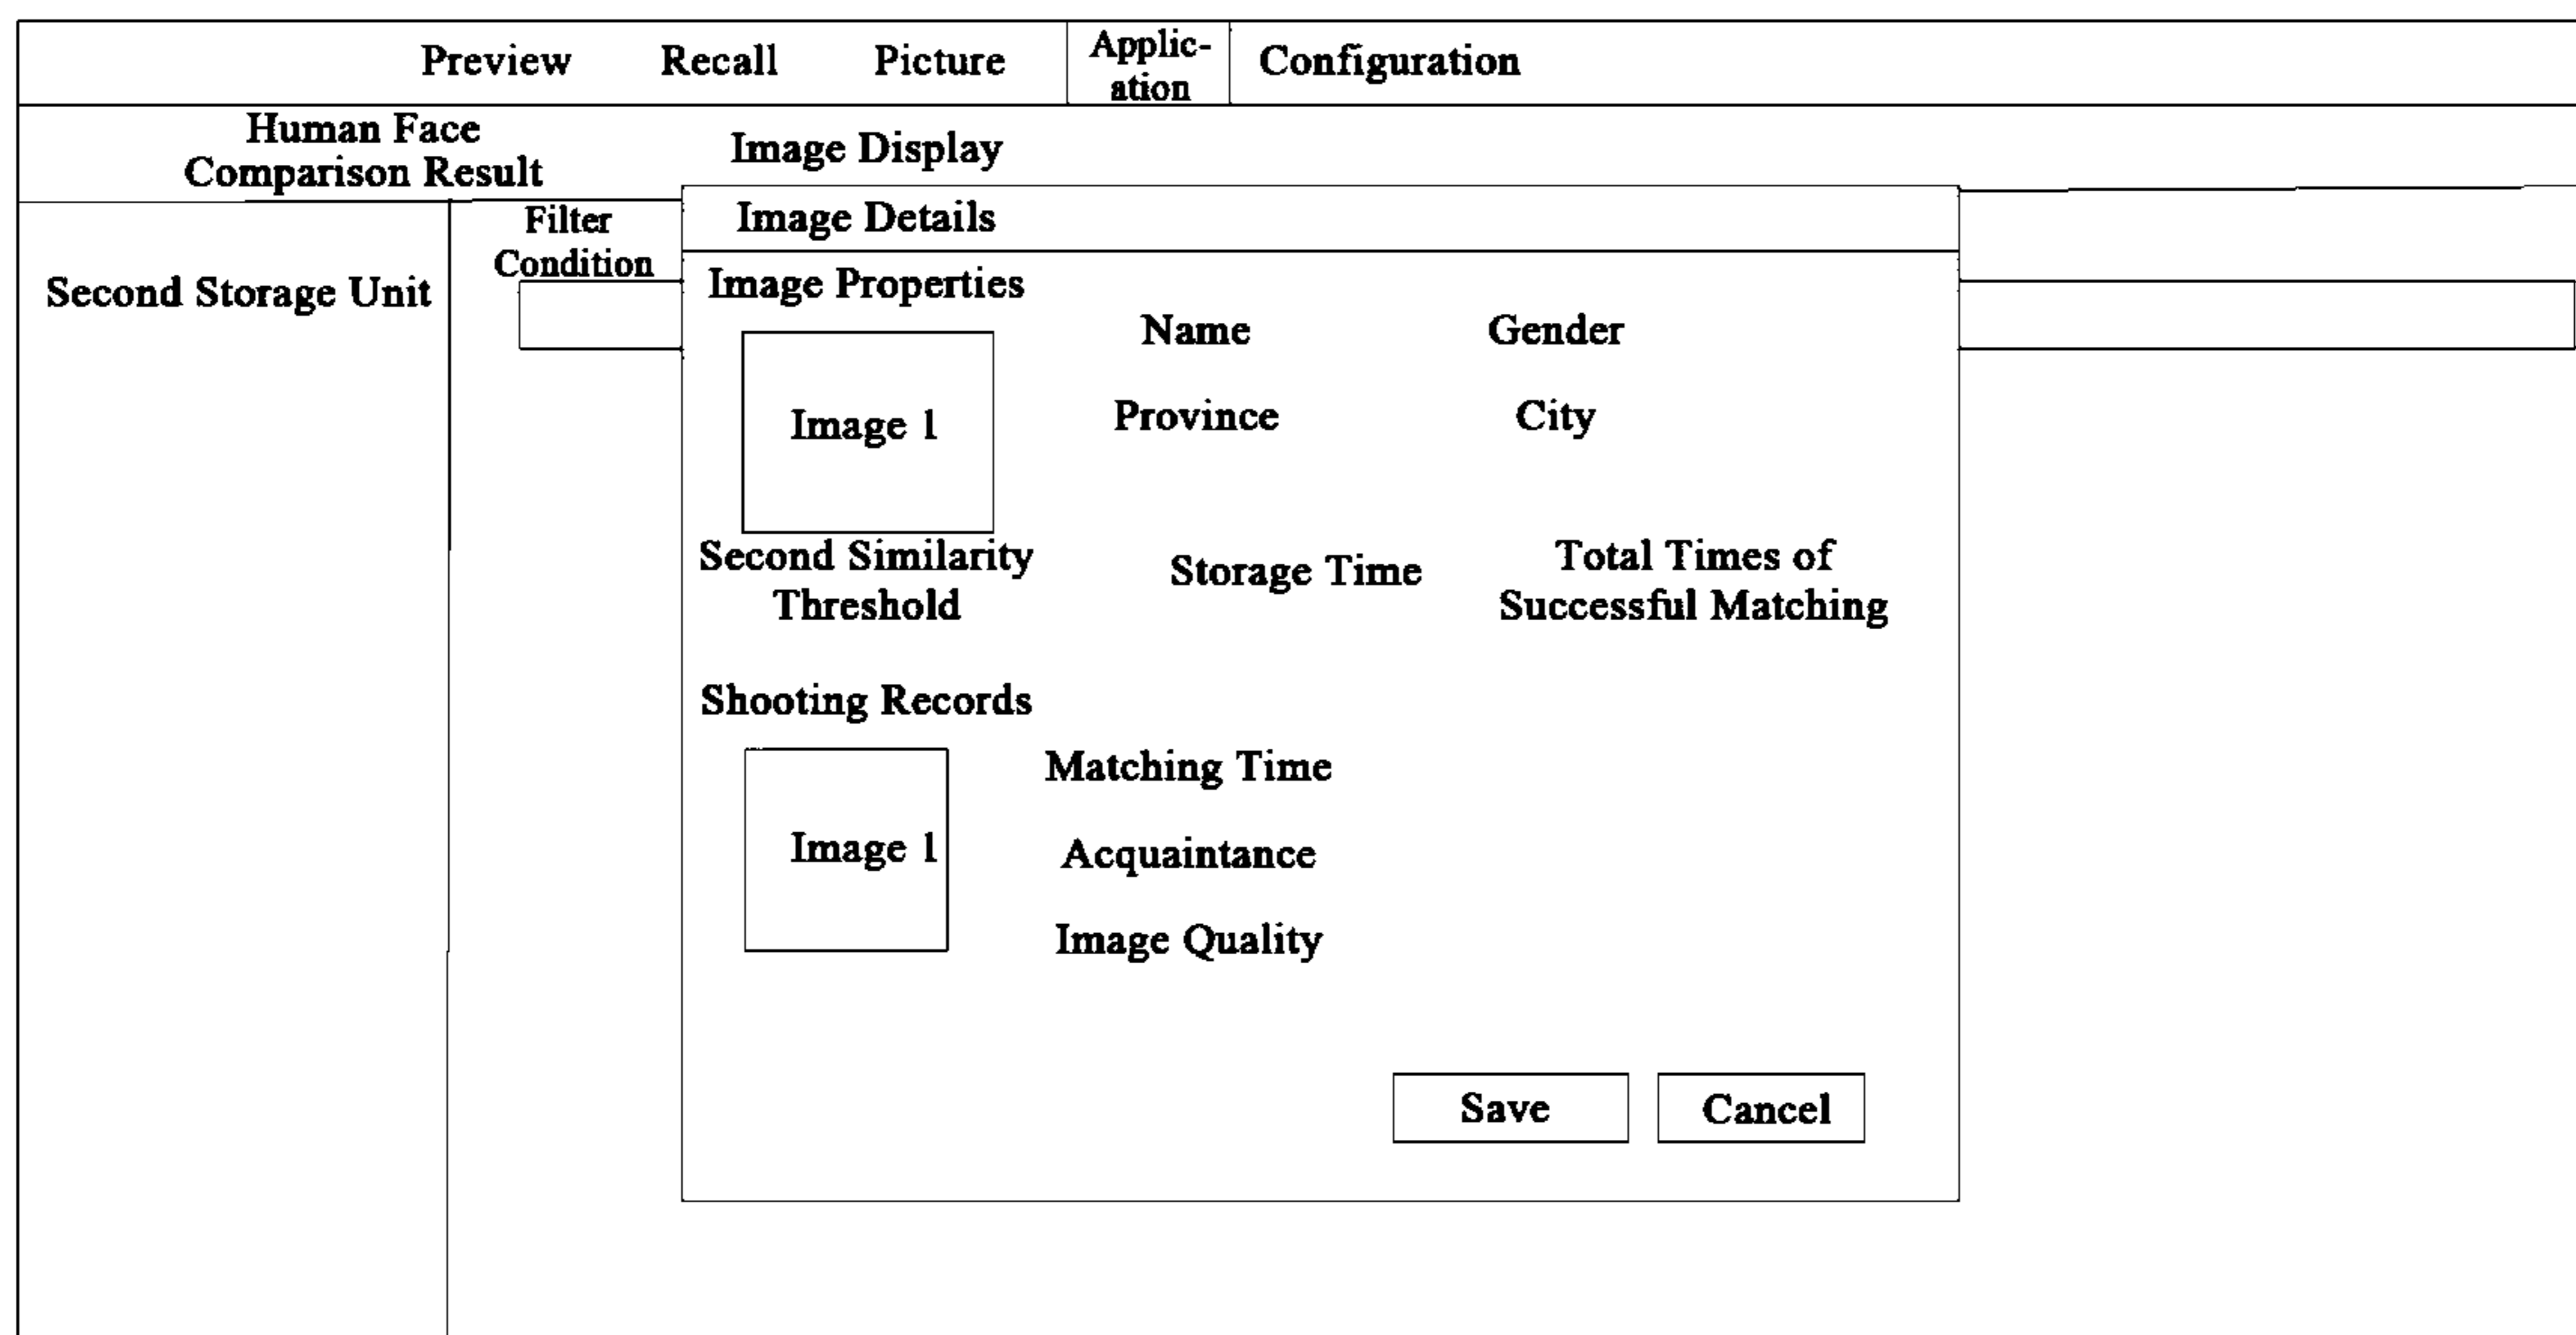 Preview Recall Picture Applic-
ation Configuration
Human Face
Comparison Result
Image Display
Second Storage Unit
Filter
Condition
Image Details
Image Properties
Image 1
Name Gender
Province City
Second Similarity
Threshold
Storage Time
Total Times of
Successful Matching
Shooting Records
Image 1
Matching Time
Acquaintance
Image Quality
Save Cancel